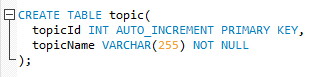 CREATE TABLE topic(
topicId INT AUTO_INCREMENT PRIMARY KEY,
topicName VARCHAR(255) NOT NULL
);